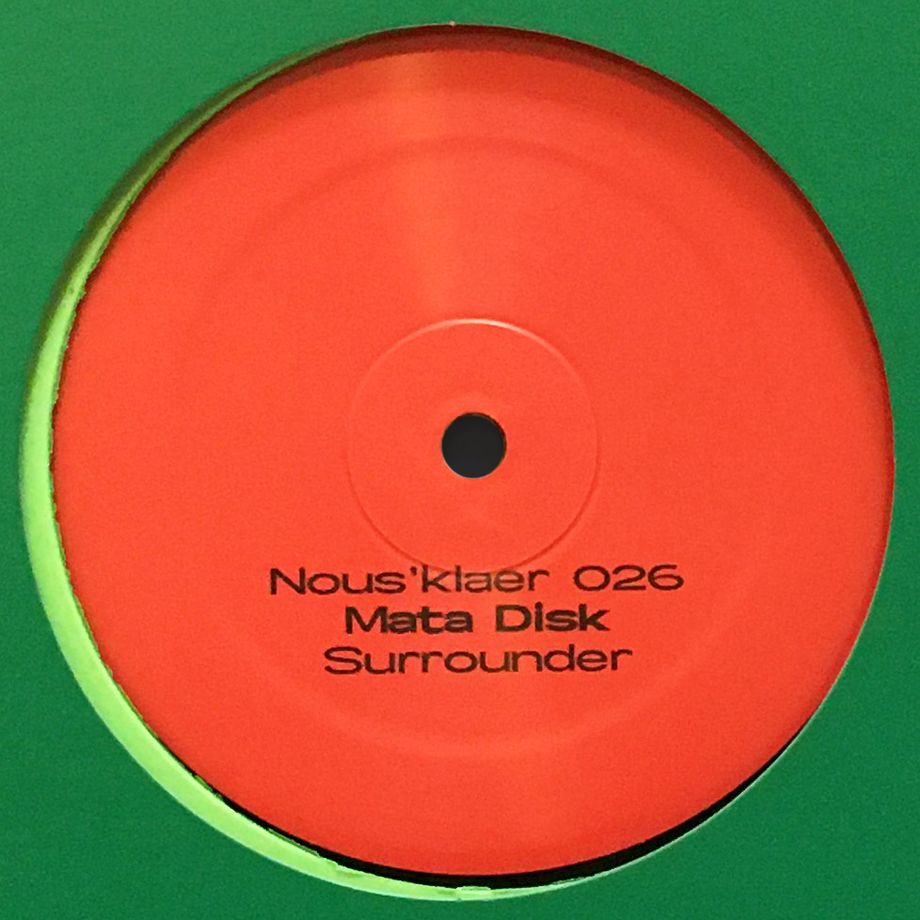 Nous'klaer 026
Mata Disk
Surrounder